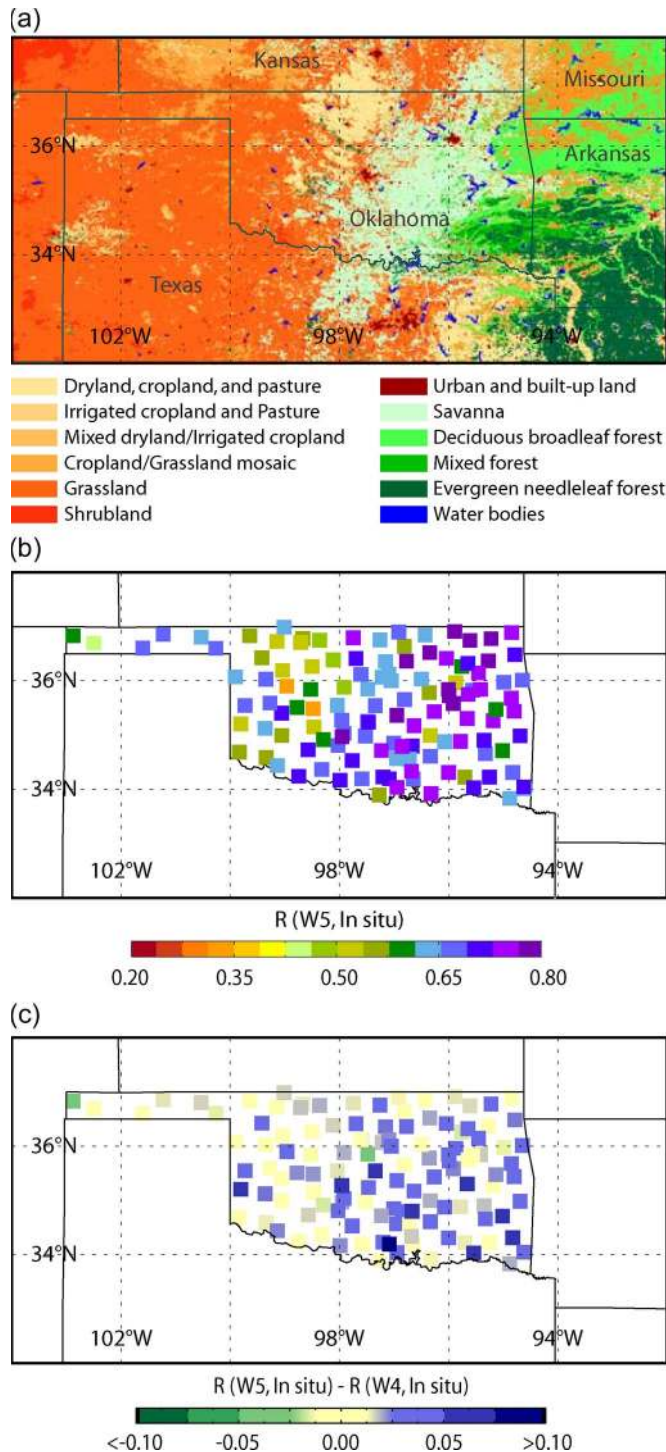 (a)
Kansas
Missouri
36°N
Arkansas
Oklahoma
34°N
Texas
102°W 98°W 94°W
Dryland, cropland, and pasture
Irrigated cropland and Pasture
Mixed dryland/Irrigated cropland
Cropland/Grassland mosaic
Grassland
Shrubland
Urban and built-up land
Savanna
Deciduous broadleaf forest
Mixed forest
Evergreen needleleaf forest
Water bodies
(b)
36°N
34°N
102°W 98°W 94°W
R (W5, In situ)
0.20 0.35 0.50 0.65 0.80
(c)
36°N
34°N
102°W 98°W 94°W
R (W5, In situ) - R (W4, In situ)
<-0.10 -0.05 0.00 0.05 >0.10